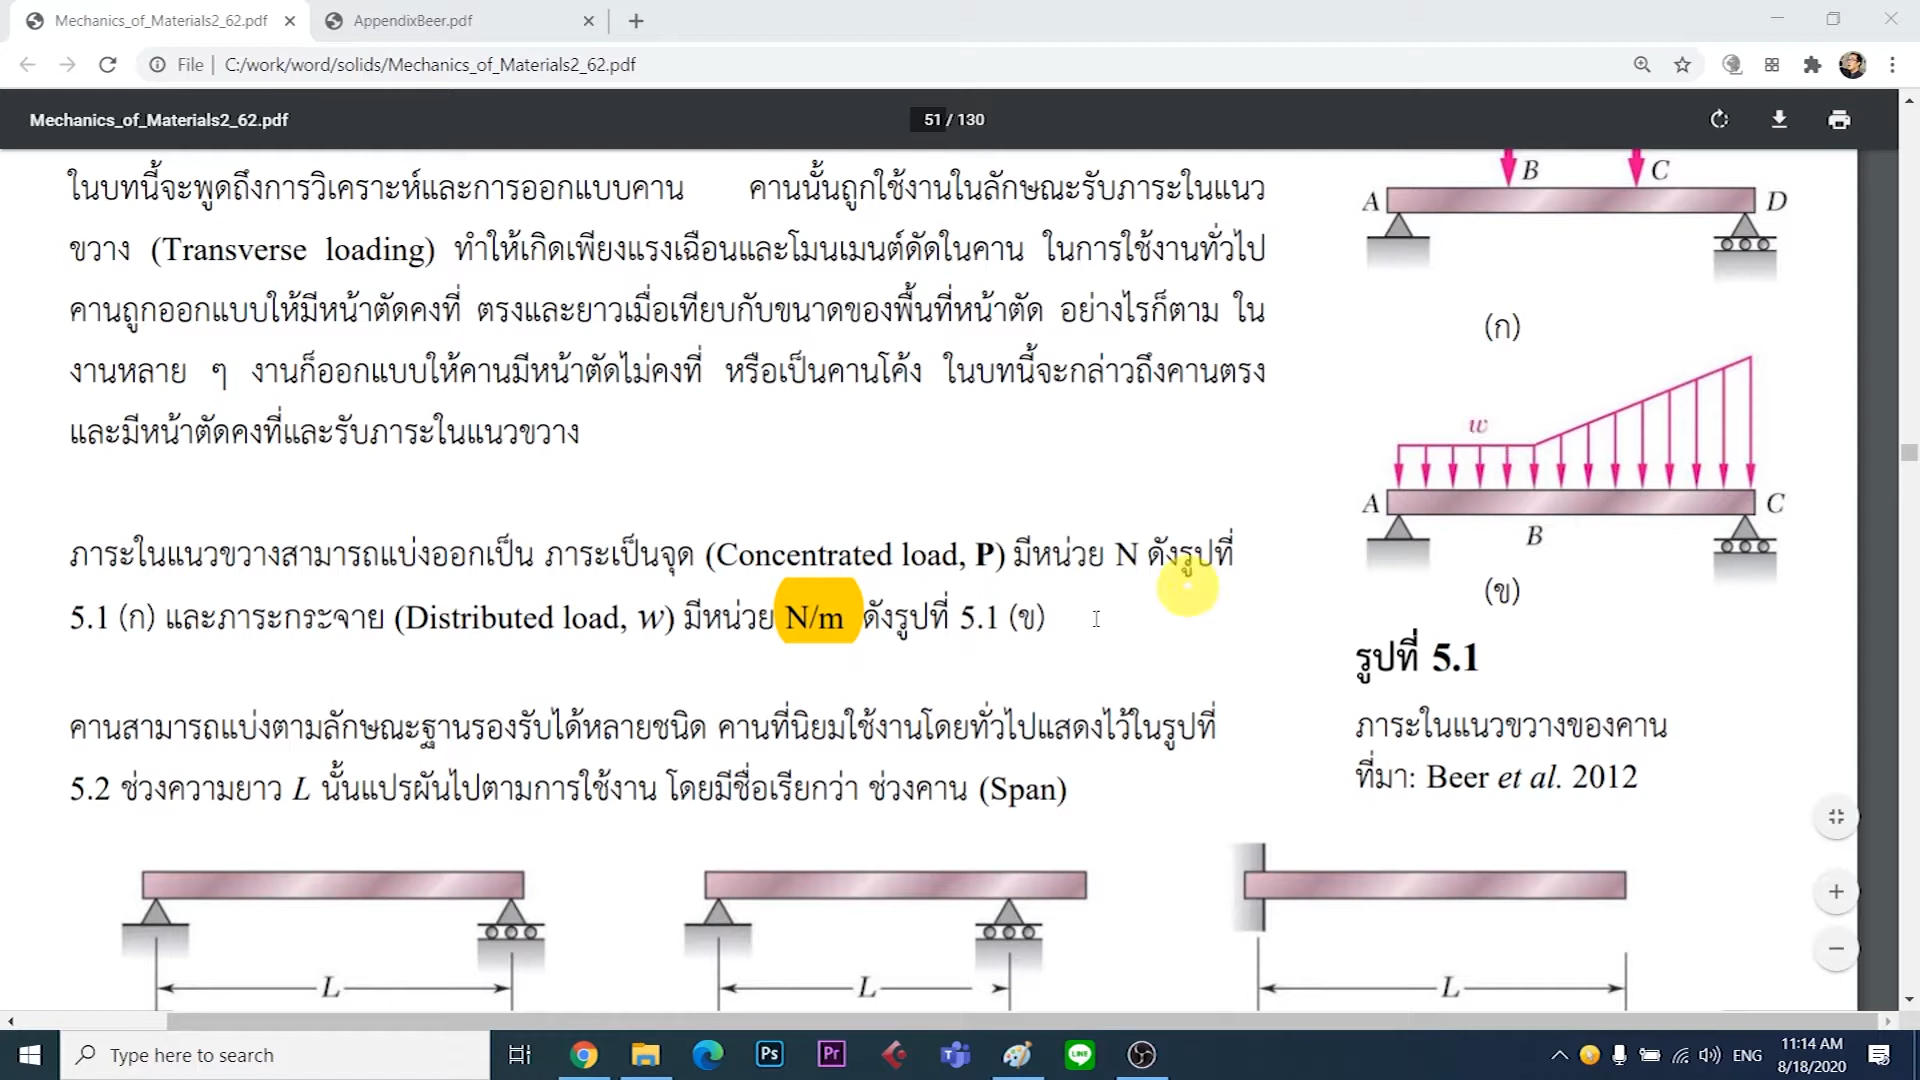 Mechanics_of_Materials2_62.pdf
AppendixBeer.pdf
File
C:/work/word/solids/Mechanics_of_Materials2_62.pdf
Mechanics_of_Materials2_62.pdf
51 / 130
ในบทนี้จะพูดถึงการวิเคราะห์และการออกแบบคาน คานนั้นถูกใช้งานในลักษณะรับภาระในแนว
ขวาง (Transverse loading) ทำให้เกิดเพียงแรงเฉือนและโมนเมนต์ดัดในคาน ในการใช้งานทั่วไป
คานถูกออกแบบให้มีหน้าตัดคงที่ ตรงและยาวเมื่อเทียบกับขนาดของพื้นที่หน้าตัด อย่างไรก็ตาม ใน
งานหลาย ๆ งานก็ออกแบบให้คานมีหน้าตัดไม่คงที่ หรือเป็นคานโค้ง ในบทนี้จะกล่าวถึงคานตรง
และมีหน้าตัดคงที่และรับภาระในแนวขวาง
ภาระในแนวขวางสามารถแบ่งออกเป็น ภาระเป็นจุด (Concentrated load, P) มีหน่วย N ดังรูปที่
5.1 (ก) และภาระกระจาย (Distributed load, w) มีหน่วย N/m ดังรูปที่ 5.1 (ข)
คานสามารถแบ่งตามลักษณะฐานรองรับได้หลายชนิด คานที่นิยมใช้งานโดยทั่วไปแสดงไว้ในรูปที่
5.2 ช่วงความยาว L นั้นแปรผันไปตามการใช้งาน โดยมีชื่อเรียกว่า ช่วงคาน (Span)
B
C
A
D
(ก)
w
A
C
B
(ข)
รูปที่ 5.1
ภาระในแนวขวางของคาน
ที่มา: Beer et al. 2012
L
L
L
Type here to search
Ps
Pr
LINE
ENG
11:14 AM
8/18/2020